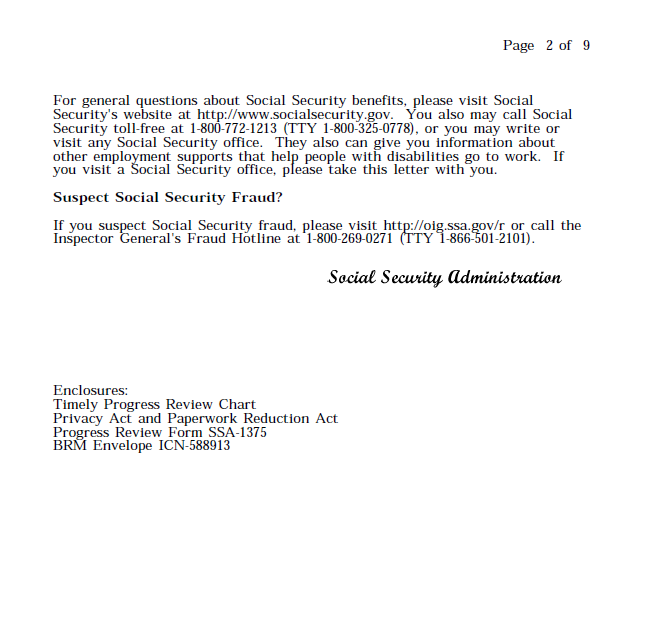 Page 2 of 9
For general questions about Social Security benefits, please visit Social
Security's website at http://www.socialsecurity.gov. You also may call Social
Security toll-free at 1-800-772-1213 (TTY 1-800-325-0778), or you may write or
visit any Social Security office. They also can give you information about
other employment supports that help people with disabilities go to work. If
you visit a Social Security office, please take this letter with you.
Suspect Social Security Fraud?
If you suspect Social Security fraud, please visit http://oig.ssa.gov/r or call the
Inspector General's Fraud Hotline at 1-800-269-0271 (TTY 1-866-501-2101).
Social Security Administration
Enclosures:
Timely Progress Review Chart
Privacy Act and Paperwork Reduction Act
Progress Review Form SSA-1375
BRM Envelope ICN-588913